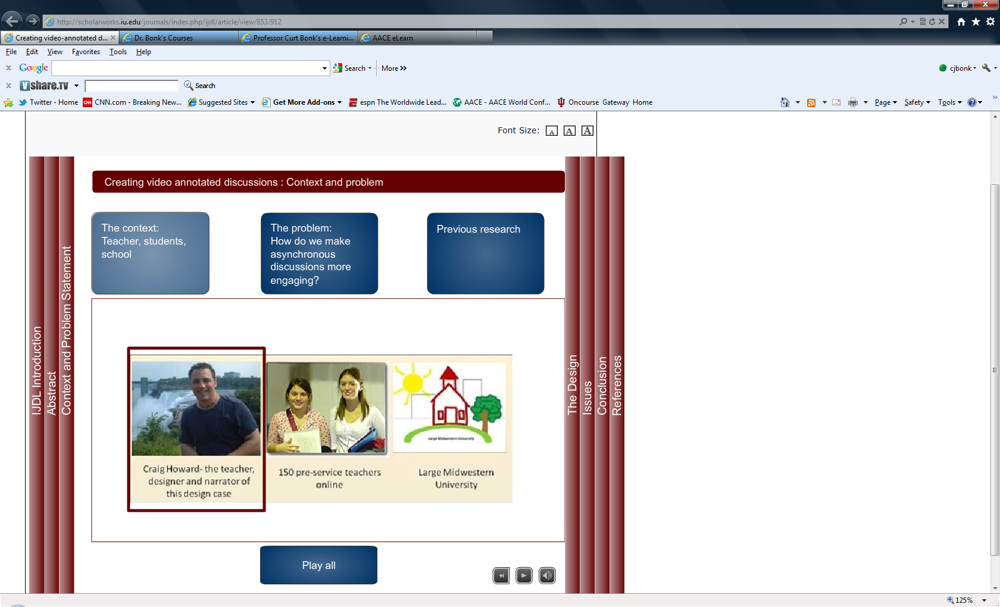 http://scholarworks.iu.edu/journals/index.php/ijdl/article/view/853/912
Creating video-annotated d...
Dr. Bonk's Courses
Professor Curt Bonk's e-Learni...
AACE eLearn
File Edit View Favorites Tools Help
x Google Search More »
cjbonk
x Vshare.TV Search
Twitter - Home
CNN.com - Breaking New...
Suggested Sites
Get More Add-ons
espn The Worldwide Lead...
AACE - AACE World Conf...
Oncourse Gateway Home
Page Safety Tools
Font Size: A A A
IJDL Introduction
Abstract
Context and Problem Statement
Creating video annotated discussions : Context and problem
The context:
Teacher, students,
school
The problem:
How do we make
asynchronous
discussions more
engaging?
Previous research
Large Midwestern University
Craig Howard- the teacher,
designer and narrator of
this design case
150 pre-service teachers
online
Large Midwestern
University
Play all
The Design
Issues
Conclusion
References
125%